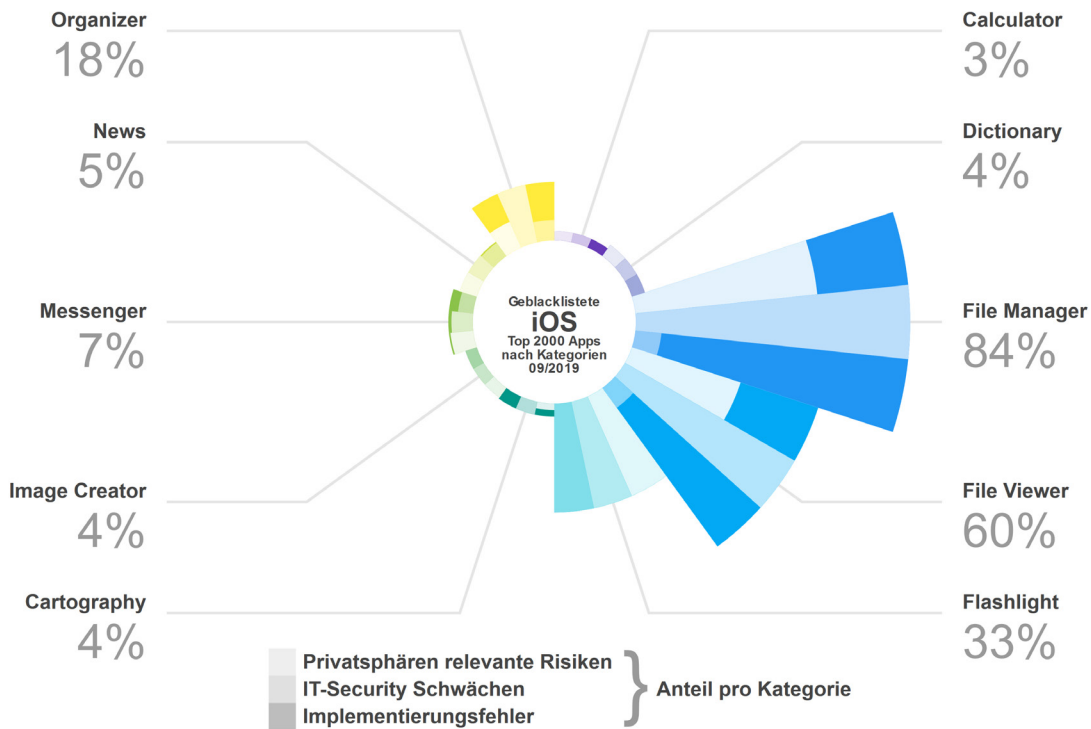 Organizer
18%
News
5%
Messenger
7%
Image Creator
4%
Cartography
4%
Calculator
3%
Dictionary
4%
File Manager
84%
File Viewer
60%
Flashlight
33%
Geblacklistete
iOS
Top 2000 Apps
nach Kategorien
09/2019
Privatsphären relevante Risiken
IT-Security Schwächen
Implementierungsfehler
Anteil pro Kategorie